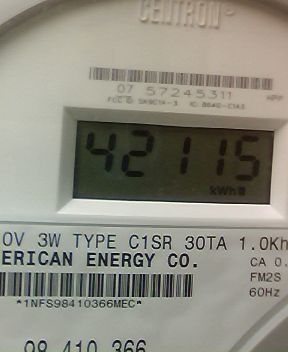 CENTRON
07 57245311
42115
kWh
0V 3W TYPE C1SR 30TA 1.0Kh
ERICAN ENERGY CO. CA 0.
FM2S
*1NFS98410366MEC* 60Hz
98 410 366